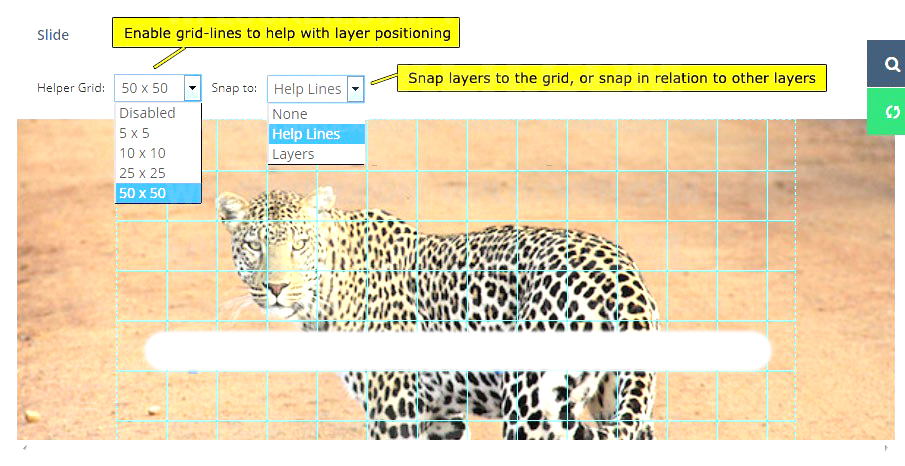 Slide
Enable grid-lines to help with layer positioning
Snap layers to the grid, or snap in relation to other layers
Helper Grid: 50 x 50 Snap to: Help Lines
Disabled
5 x 5
10 x 10
25 x 25
50 x 50
None
Help Lines
Layers